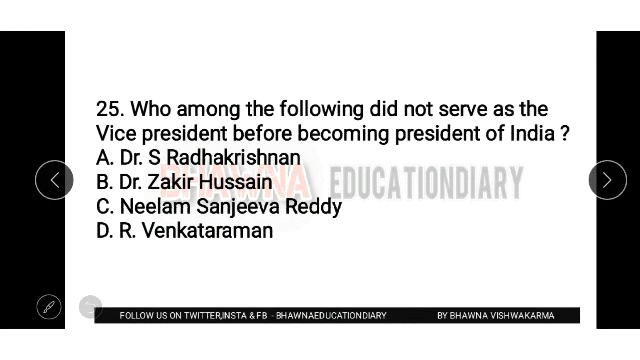 25. Who among the following did not serve as the
Vice president before becoming president of India ?
A. Dr. S Radhakrishnan
B. Dr. Zakir Hussain
BHAWNA EDUCATIONDIARY
C. Neelam Sanjeeva Reddy
D. R. Venkataraman
FOLLOW US ON TWITTER,INSTA & FB - BHAWNAEDUCATIONDIARY BY BHAWNA VISHWAKARMA